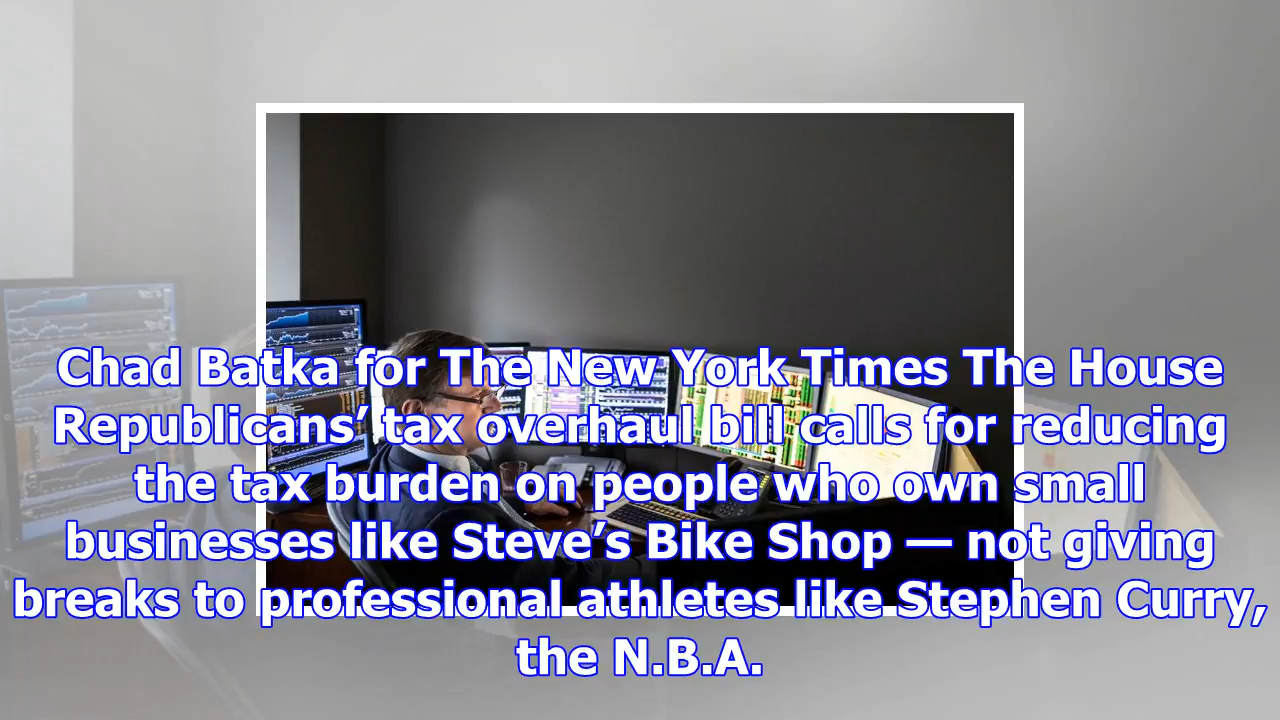 Chad Batka for The New York Times The House
Republicans’ tax overhaul bill calls for reducing
the tax burden on people who own small
businesses like Steve’s Bike Shop — not giving
breaks to professional athletes like Stephen Curry,
the N.B.A.